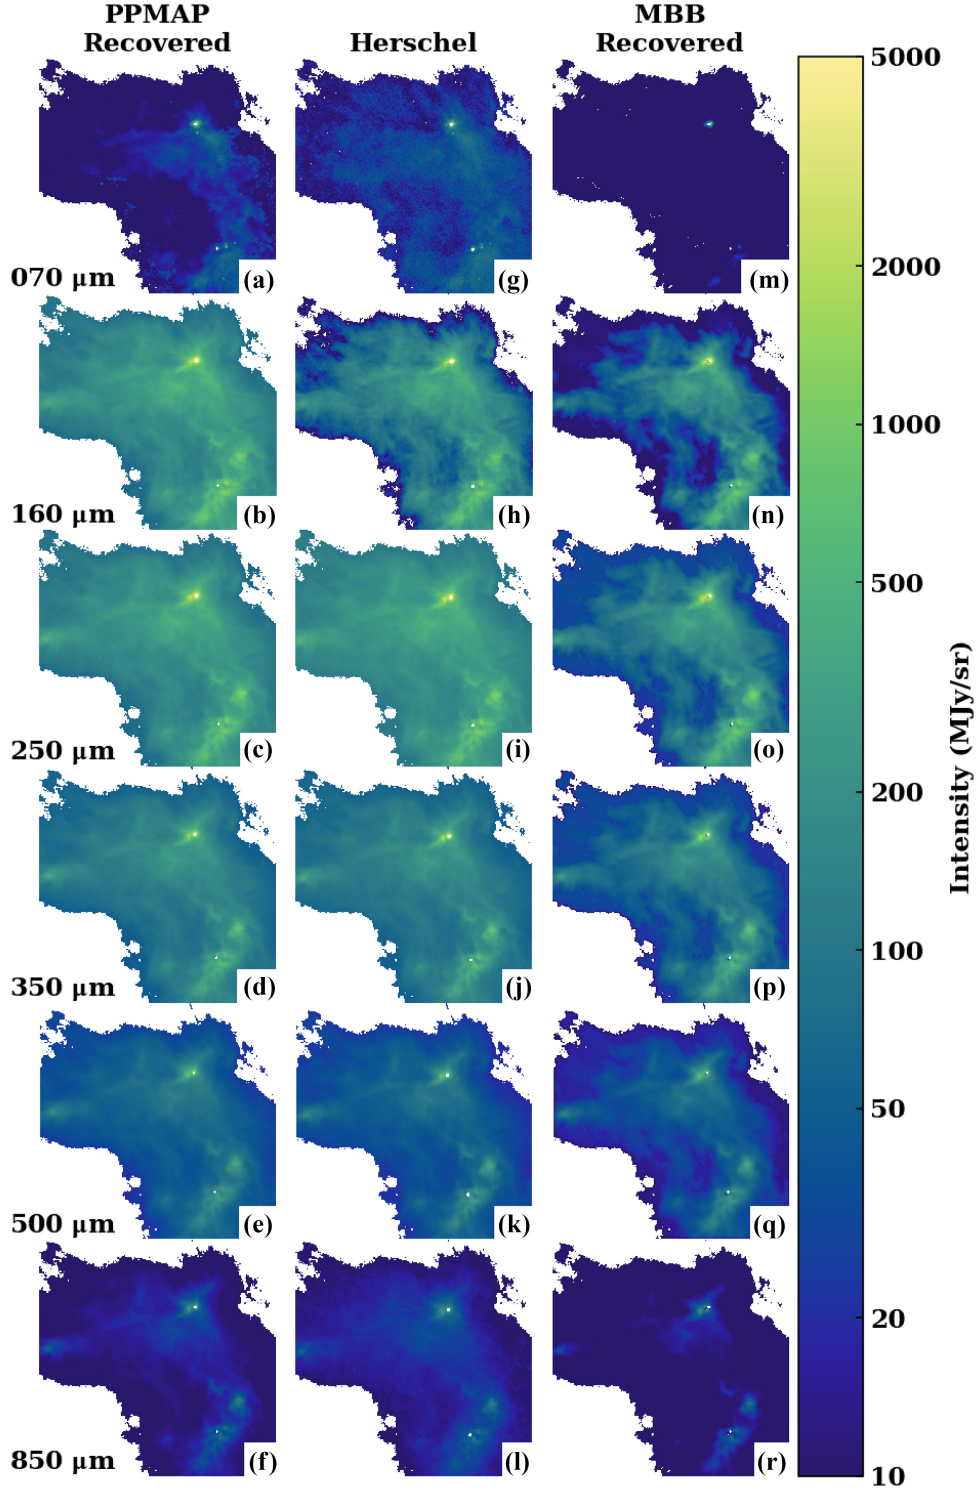 PPMAP
Recovered
Herschel
MBB
Recovered
070 µm
(a)
(g)
(m)
160 µm
(b)
(h)
(n)
250 µm
(c)
(i)
(o)
350 µm
(d)
(j)
(p)
500 µm
(e)
(k)
(q)
850 µm
(f)
(l)
(r)
5000
2000
1000
500
200
100
50
20
10
Intensity (MJy/sr)